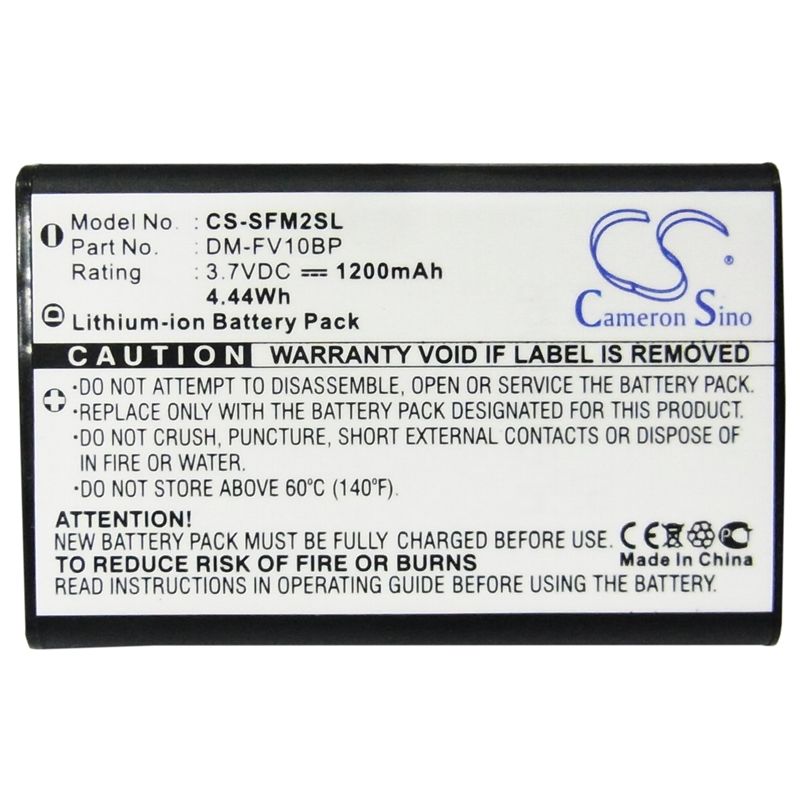 Model No. : CS-SFM2SL
Part No. : DM-FV10BP
Rating : 3.7VDC ⎓ 1200mAh
4.44Wh
Lithium-ion Battery Pack
CS
®
Cameron Sino
CAUTION WARRANTY VOID IF LABEL IS REMOVED
•DO NOT ATTEMPT TO DISASSEMBLE, OPEN OR SERVICE THE BATTERY PACK.
•REPLACE ONLY WITH THE BATTERY PACK DESIGNATED FOR THIS PRODUCT.
•DO NOT CRUSH, PUNCTURE, SHORT EXTERNAL CONTACTS OR DISPOSE OF
IN FIRE OR WATER.
•DO NOT STORE ABOVE 60°C (140°F).
ATTENTION!
NEW BATTERY PACK MUST BE FULLY CHARGED BEFORE USE
TO REDUCE RISK OF FIRE OR BURNS
READ INSTRUCTIONS IN OPERATING GUIDE BEFORE USING THE BATTERY.
CE
Made In China